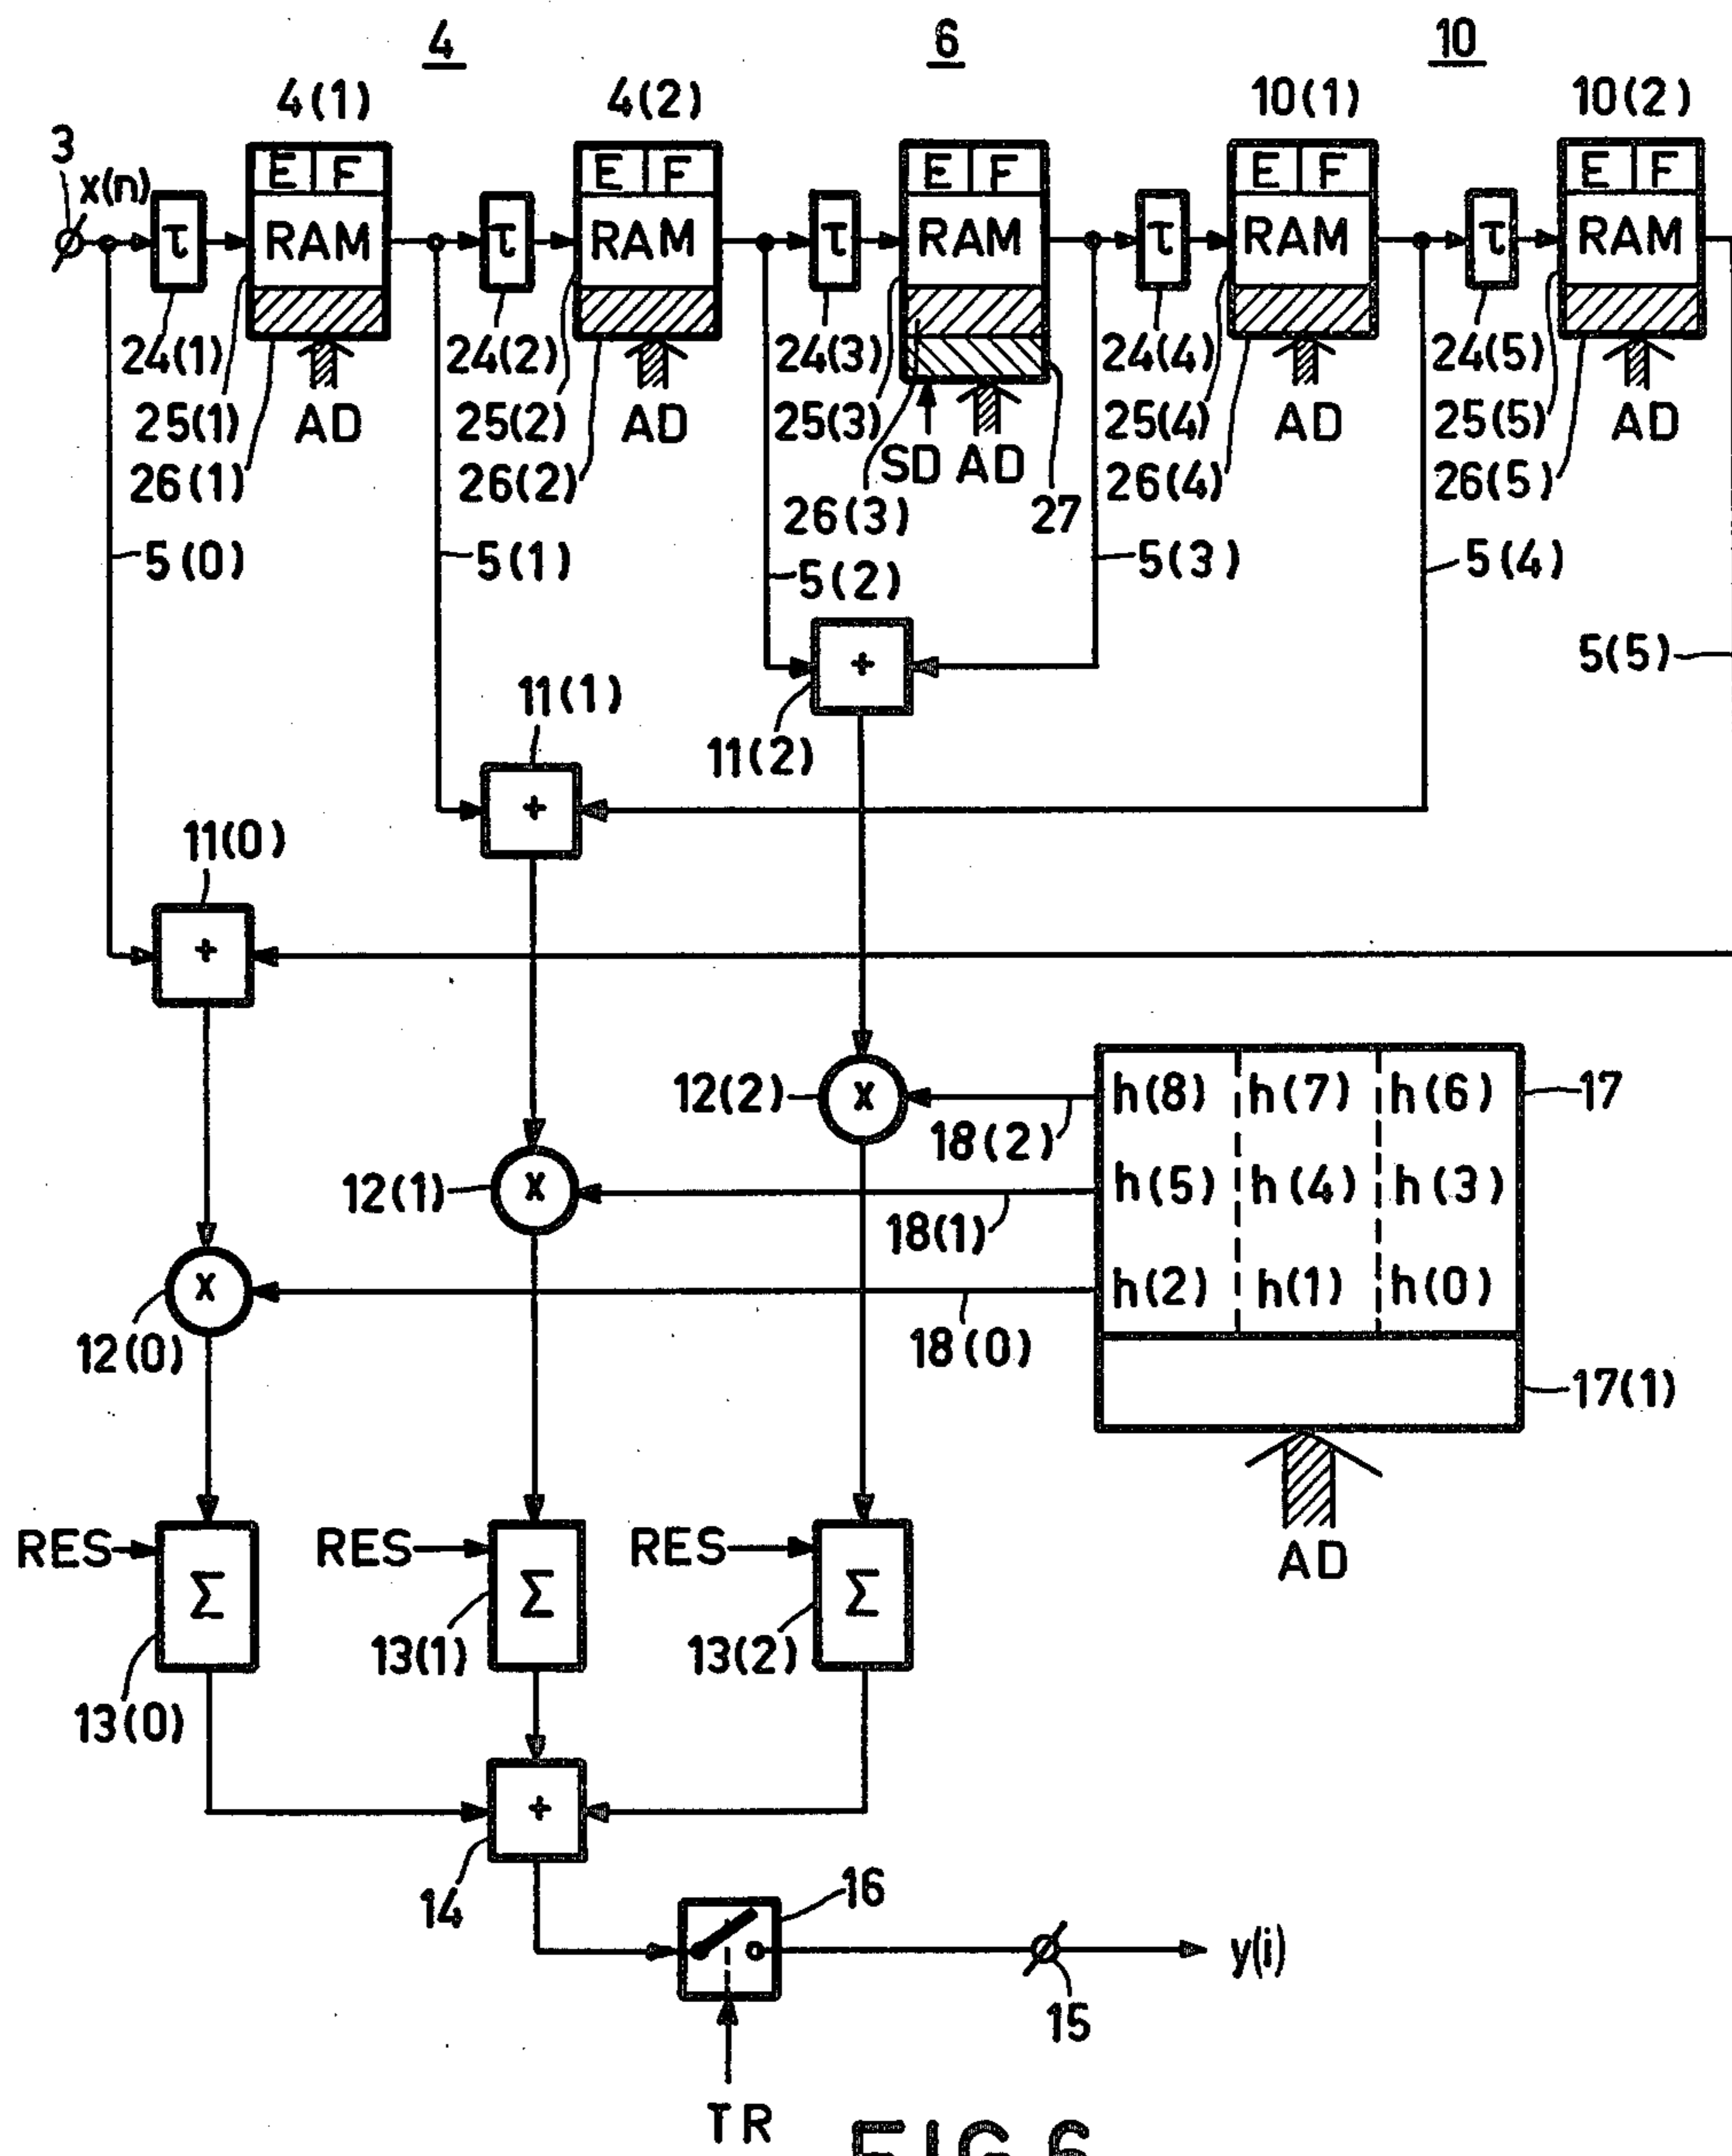 4 6 10
4(1) 4(2) 10(1) 10(2)
3
x(n)
E F E F E F E F E F
τ RAM τ RAM τ RAM τ RAM τ RAM
24(1) 24(2) 24(3) 24(4) 24(5)
25(1) AD 25(2) AD 25(3) 25(4) AD 25(5) AD
26(1) 26(2) SD AD 26(4) 26(5)
26(3) 27
5(0) 5(1) 5(2) 5(3) 5(4)
+ 5(5)
11(1) 11(2)
+
11(0)
+
12(2) x h(8) h(7) h(6) 17
18(2)
12(1) x h(5) h(4) h(3)
18(1)
x h(2) h(1) h(0)
12(0) 18(0)
17(1)
RES RES RES
AD
Σ Σ Σ
13(0) 13(1) 13(2)
+
14 16
y(i)
15
TR
FIG.6